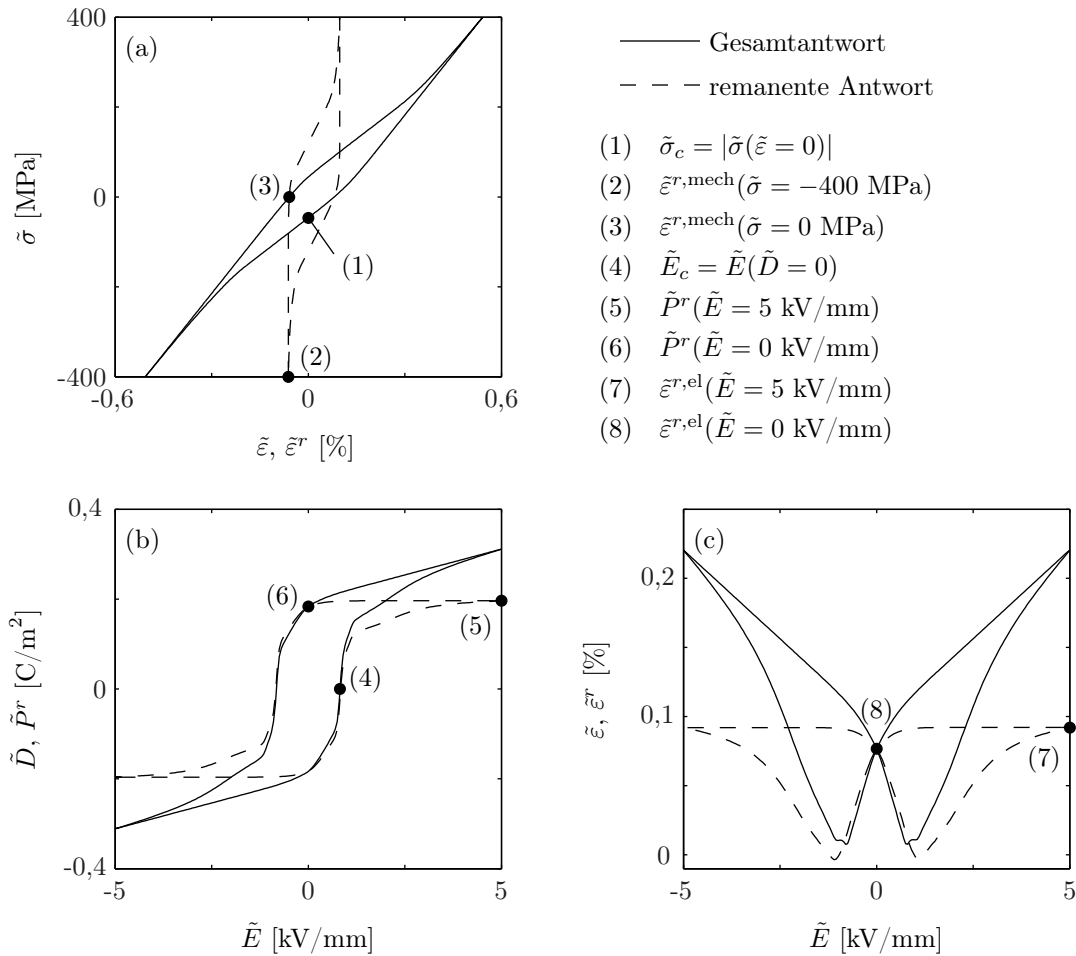 400
(a)
0
-400
-0,6
0
0,6
σ̃ [MPa]
ε̃, ε̃ʳ [%]
(3)
(1)
(2)
Gesamtantwort
remanente Antwort
(1) σ̃_c = |σ̃(ε̃ = 0)|
(2) ε̃^{r,mech}(σ̃ = −400 MPa)
(3) ε̃^{r,mech}(σ̃ = 0 MPa)
(4) Ẽ_c = Ẽ(D̃ = 0)
(5) P̃^r(Ẽ = 5 kV/mm)
(6) P̃^r(Ẽ = 0 kV/mm)
(7) ε̃^{r,el}(Ẽ = 5 kV/mm)
(8) ε̃^{r,el}(Ẽ = 0 kV/mm)
0,4
(b)
0
-0,4
-5
0
5
D̃, P̃ʳ [C/m²]
Ẽ [kV/mm]
(6)
(5)
(4)
(c)
0,2
0,1
0
-5
0
5
ε̃, ε̃ʳ [%]
Ẽ [kV/mm]
(8)
(7)